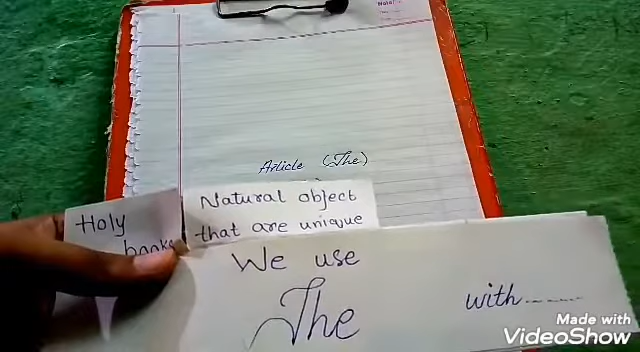 Article (The)
Natural object
that are unique
Holy
books
We use
The with.......
Made with
VideoShow